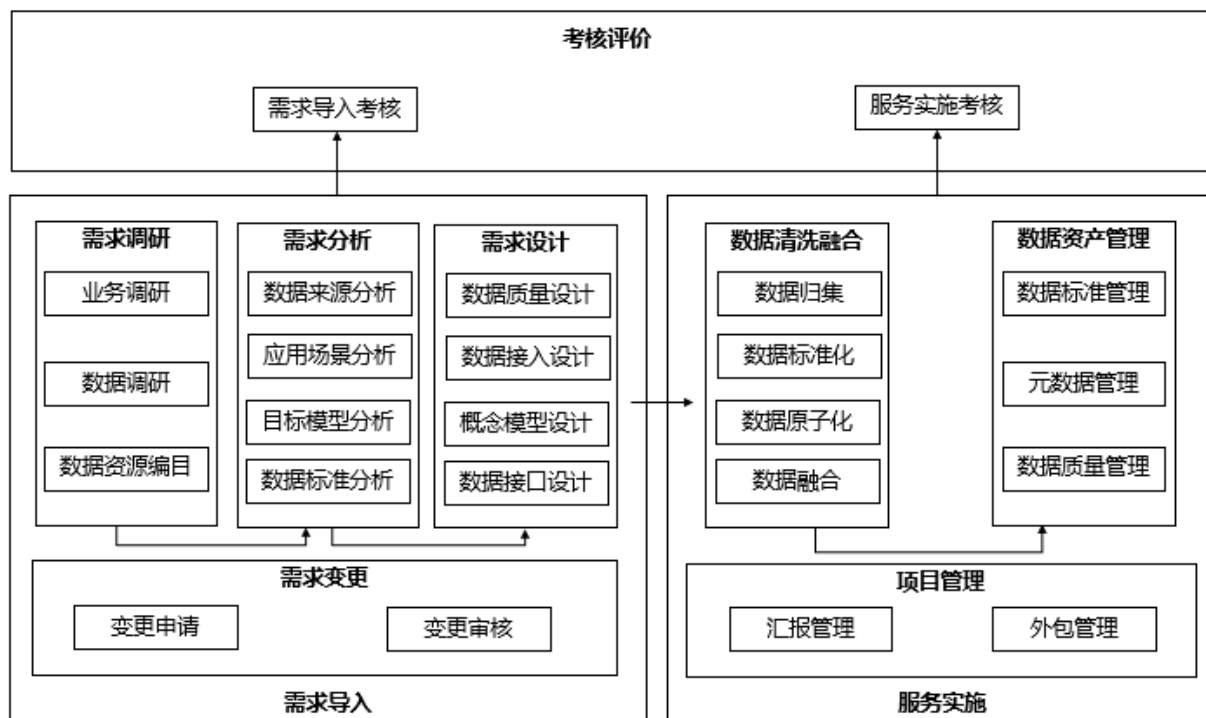 考核评价
需求导入考核
服务实施考核
需求调研
业务调研
数据调研
数据资源编目
需求分析
数据来源分析
应用场景分析
目标模型分析
数据标准分析
需求设计
数据质量设计
数据接入设计
概念模型设计
数据接口设计
需求变更
变更申请
变更审核
需求导入
数据清洗融合
数据归集
数据标准化
数据原子化
数据融合
数据资产管理
数据标准管理
元数据管理
数据质量管理
项目管理
汇报管理
外包管理
服务实施